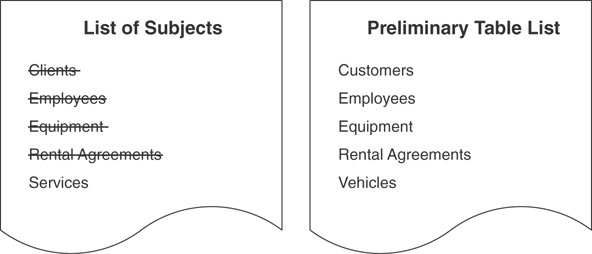 List of Subjects
Clients
Employees
Equipment
Rental Agreements
Services
Preliminary Table List
Customers
Employees
Equipment
Rental Agreements
Vehicles